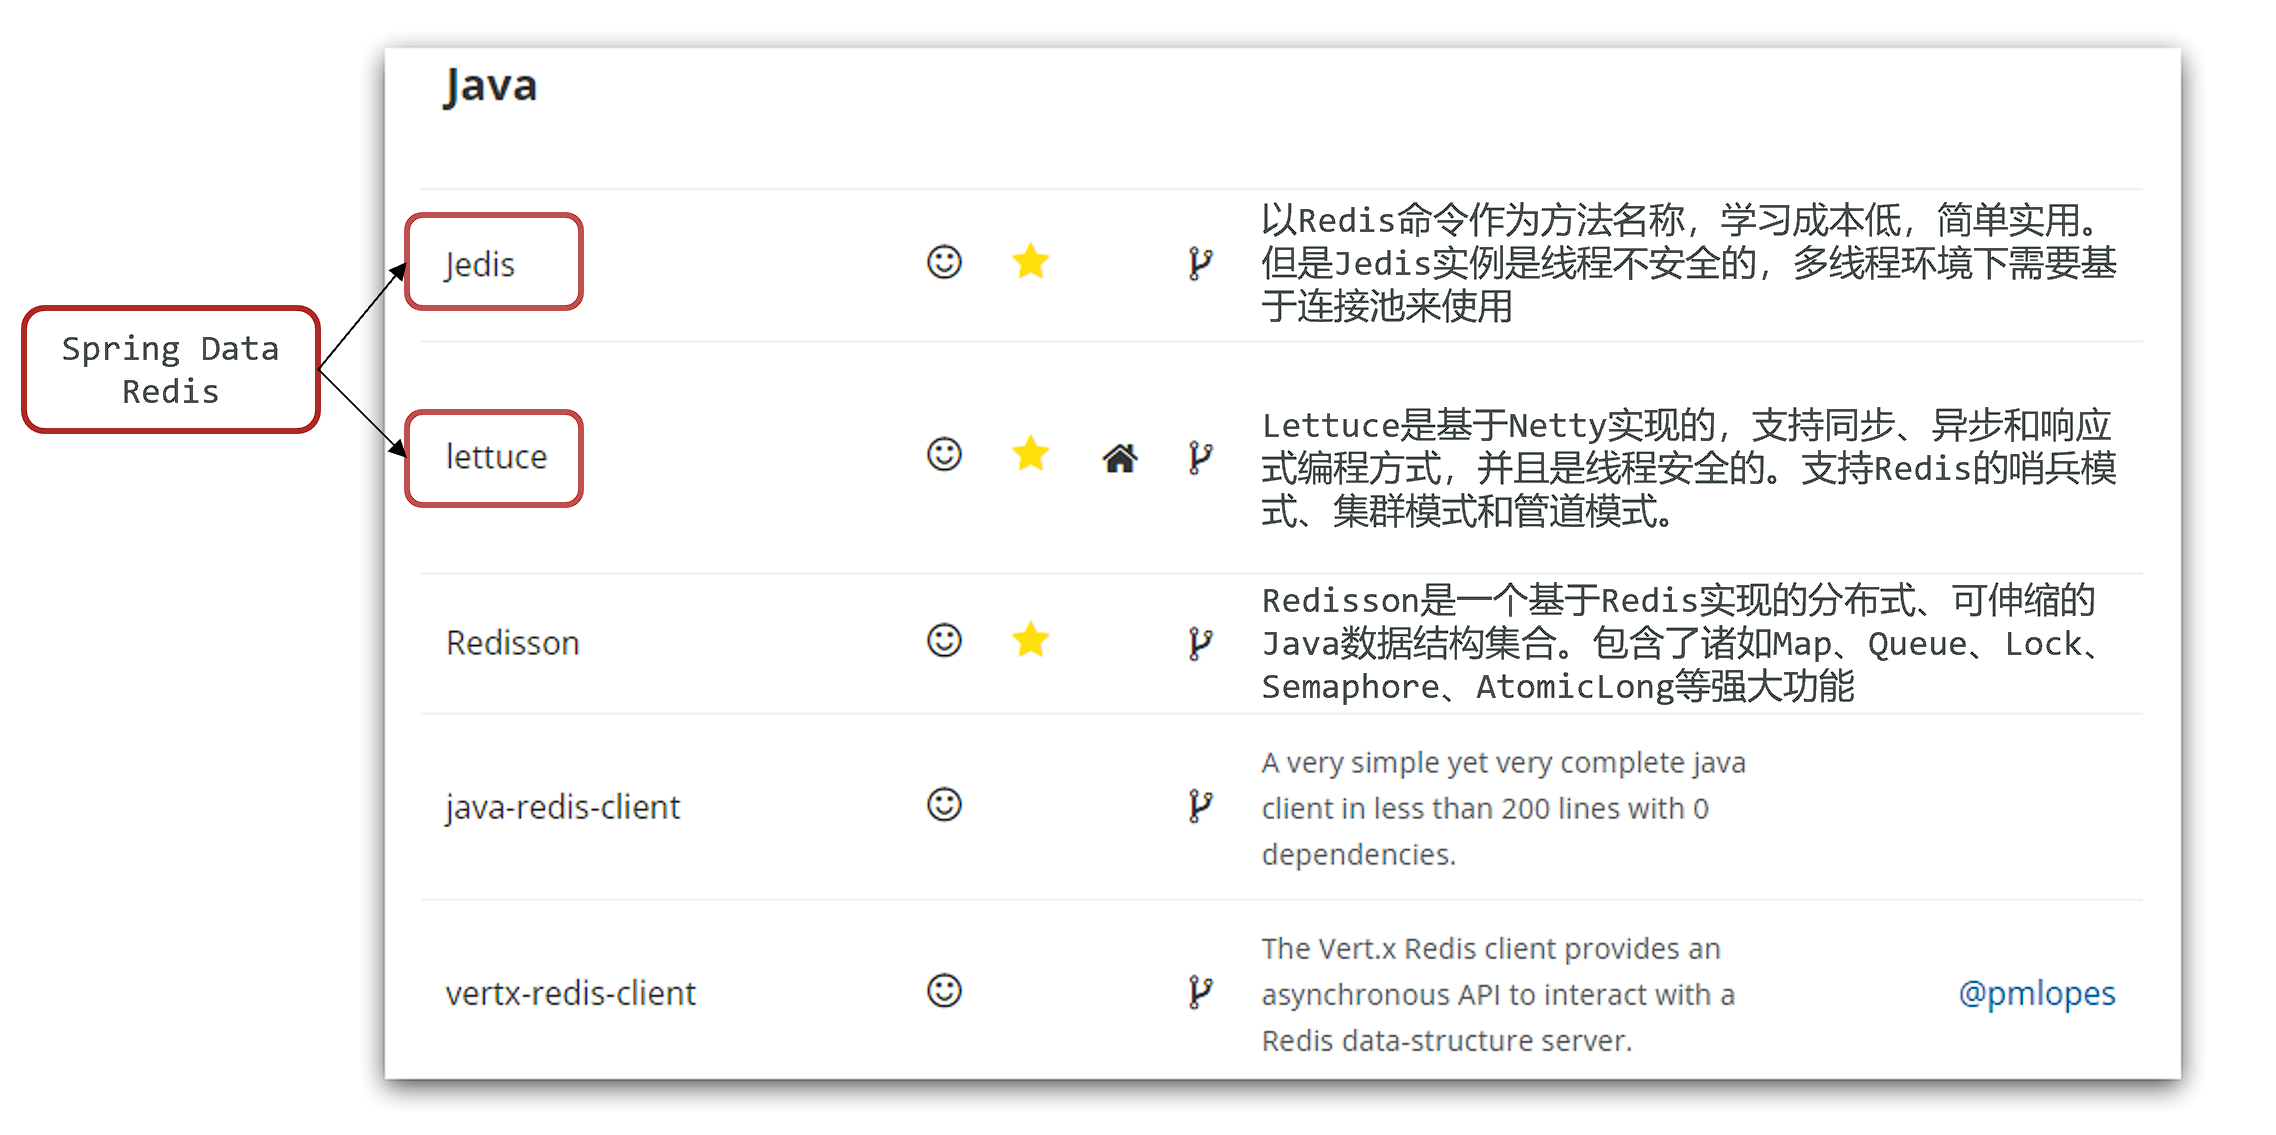 Java
Spring Data
Redis
Jedis
以Redis命令作为方法名称，学习成本低，简单实用。
但是Jedis实例是线程不安全的，多线程环境下需要基
于连接池来使用
lettuce
Lettuce是基于Netty实现的，支持同步、异步和响应
式编程方式，并且是线程安全的。支持Redis的哨兵模
式、集群模式和管道模式。
Redisson
Redisson是一个基于Redis实现的分布式、可伸缩的
Java数据结构集合。包含了诸如Map、Queue、Lock、
Semaphore、AtomicLong等强大功能
java-redis-client
A very simple yet very complete java
client in less than 200 lines with 0
dependencies.
vertx-redis-client
The Vert.x Redis client provides an
asynchronous API to interact with a
Redis data-structure server.
@pmlopes